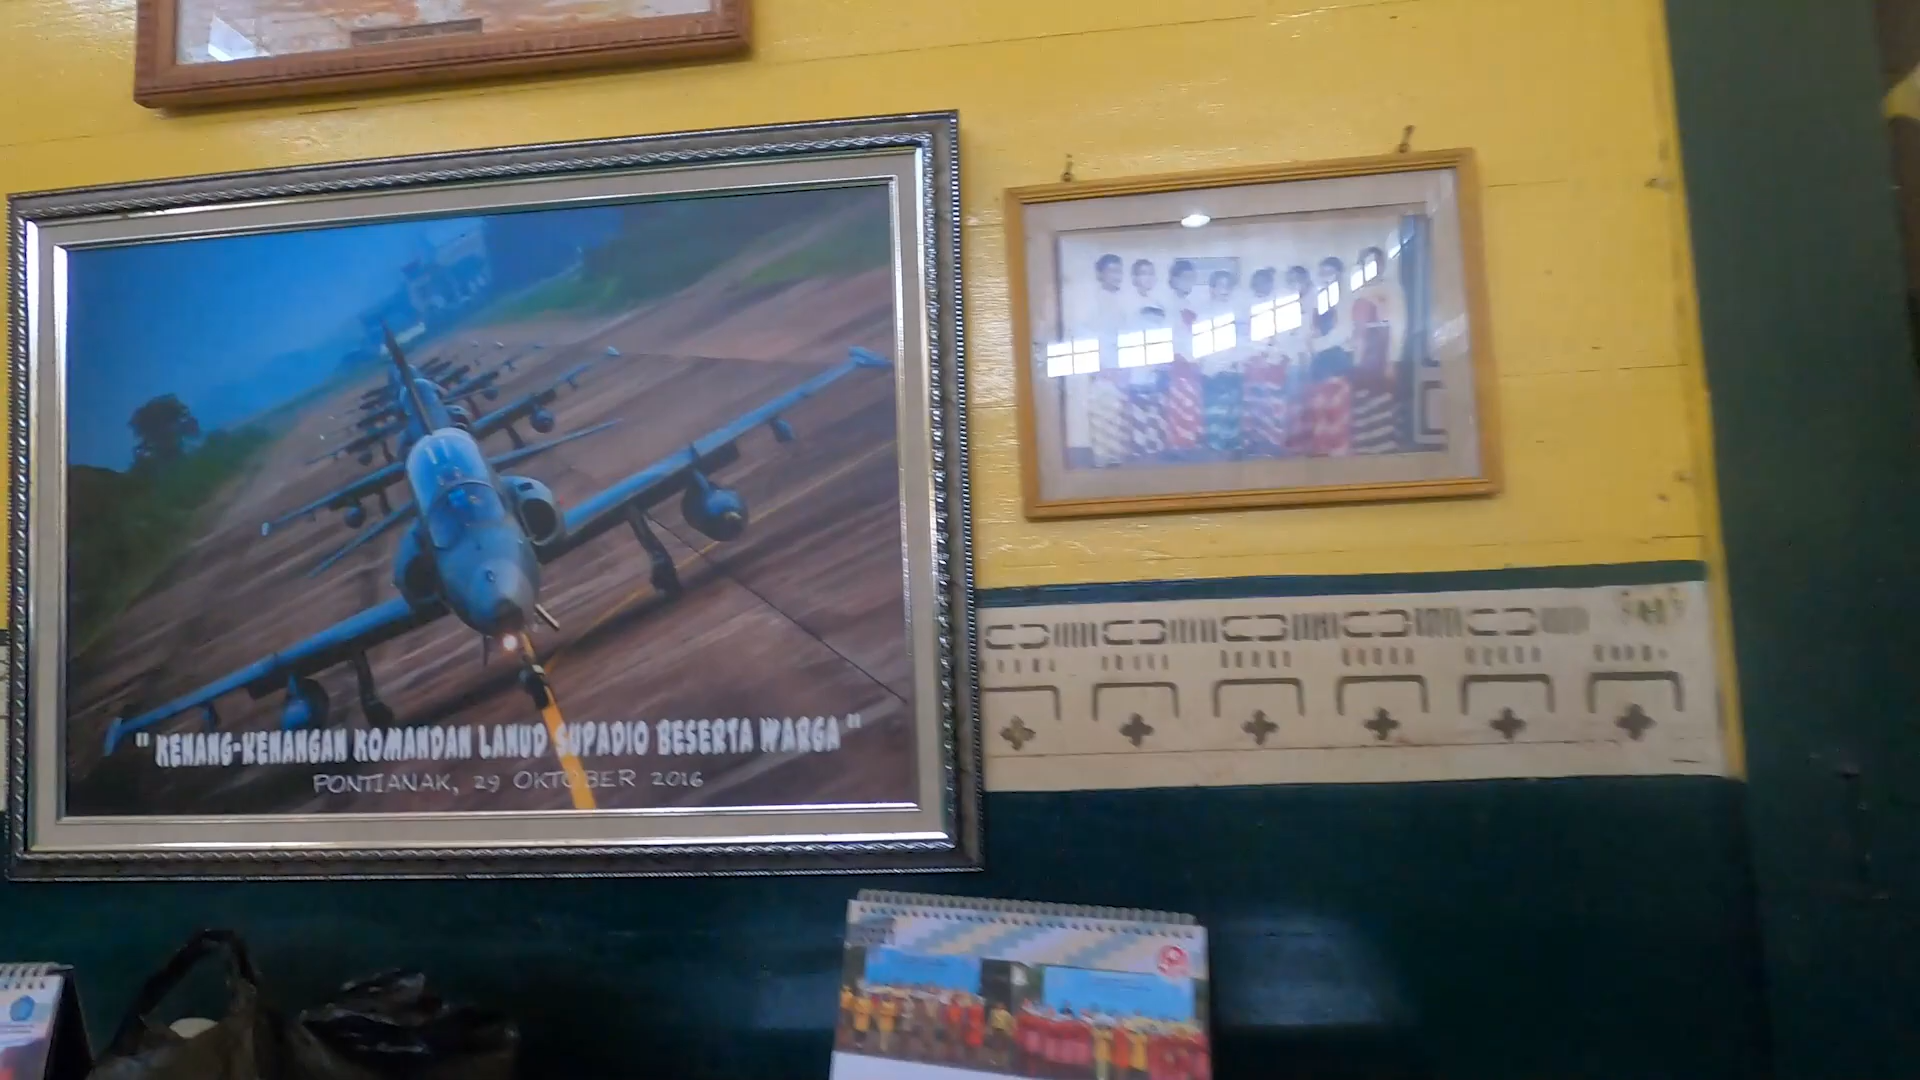 " KENANG-KENANGAN KOMANDAN LANUD SUPADIO BESERTA WARGA "
PONTIANAK, 29 OKTOBER 2016